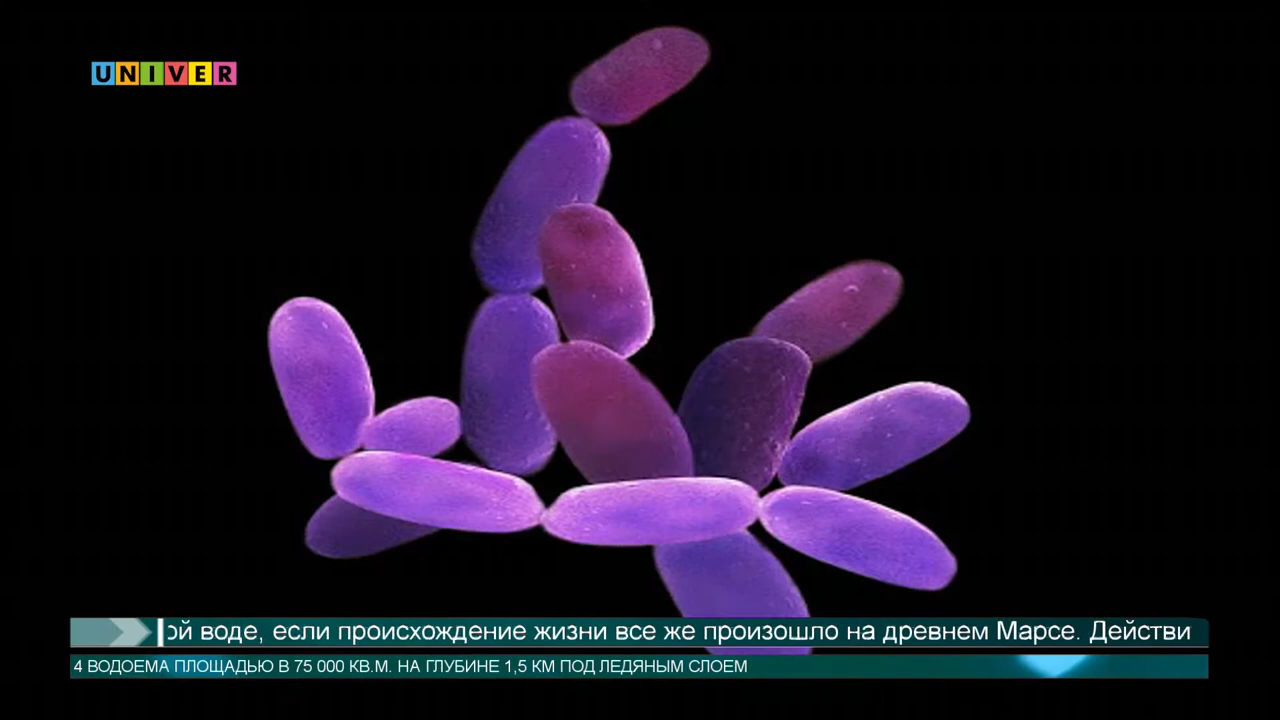 UNIVER
ой воде, если происхождение жизни все же произошло на древнем Марсе. Действи
4 ВОДОЕМА ПЛОЩАДЬЮ В 75 000 КВ.М. НА ГЛУБИНЕ 1,5 КМ ПОД ЛЕДЯНЫМ СЛОЕМ